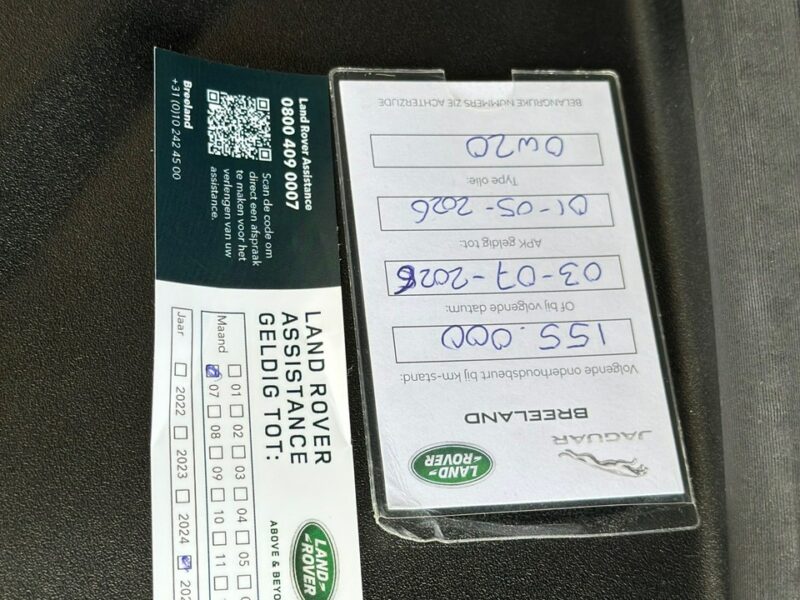 Land Rover Assistance
0800 409 0007
Scan de code om
direct een afspraak
te maken voor het
verlengen van uw
assistance.
Breeland
+31 (0)10 242 45 00
LAND ROVER
ASSISTANCE
GELDIG TOT:
LAND ROVER
ABOVE & BEYO
Maand
01 02 03 04 05
07 08 09 10 11
Jaar
2022 2023 2024
LAND ROVER
JAGUAR
BREELAND
Volgende onderhoudsbeurt bij km-stand:
155.000
Of bij volgende datum:
03-07-2026
APK geldig tot:
01-05-2026
Type olie:
0W20
BELANGRIJKE NUMMERS ZIE ACHTERZIJDE